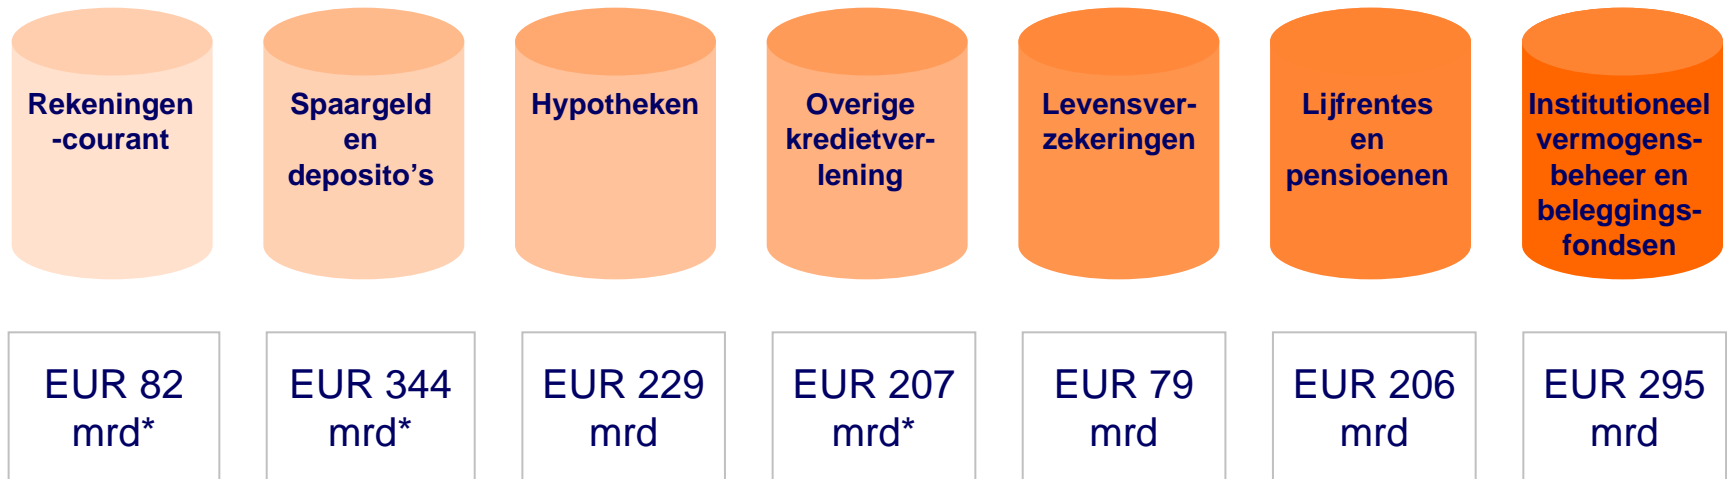 Rekeningen
-courant
Spaargeld
en
deposito’s
Hypotheken
Overige
kredietver-
lening
Levensver-
zekeringen
Lijfrentes
en
pensioenen
Institutioneel
vermogens-
beheer en
beleggings-
fondsen
EUR 82
mrd*
EUR 344
mrd*
EUR 229
mrd
EUR 207
mrd*
EUR 79
mrd
EUR 206
mrd
EUR 295
mrd